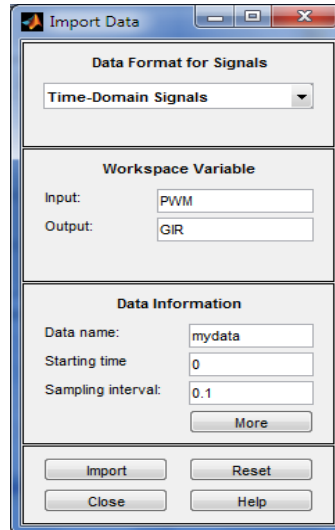 Import Data
Data Format for Signals
Time-Domain Signals
Workspace Variable
Input: PWM
Output: GIR
Data Information
Data name: mydata
Starting time 0
Sampling interval: 0.1
More
Import Reset
Close Help